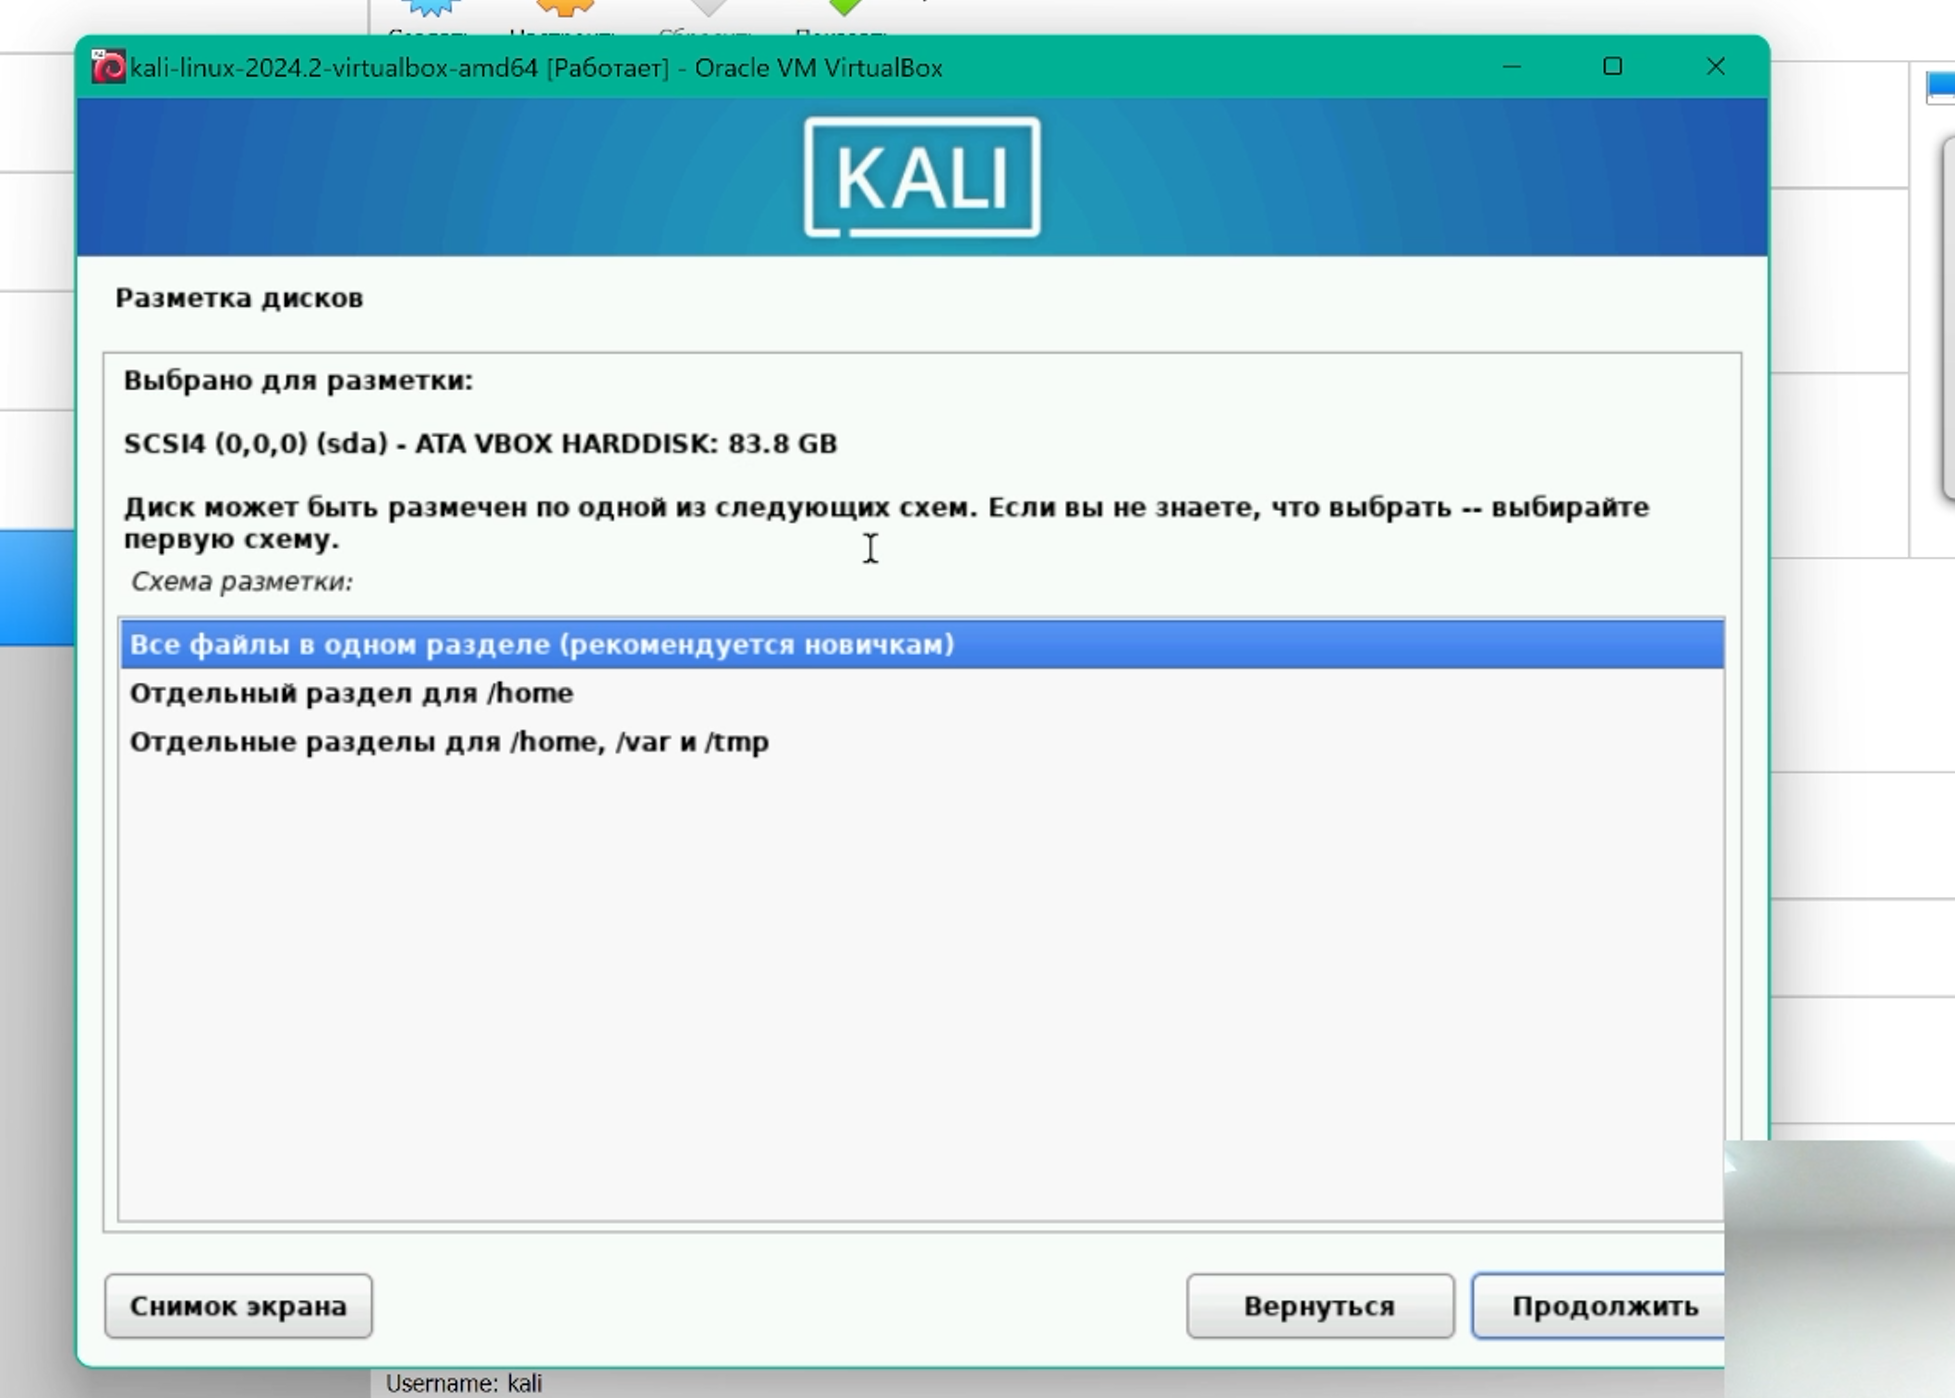 kali-linux-2024.2-virtualbox-amd64 [Работает] - Oracle VM VirtualBox
KALI
Разметка дисков
Выбрано для разметки:
SCSI4 (0,0,0) (sda) - ATA VBOX HARDDISK: 83.8 GB
Диск может быть размечен по одной из следующих схем. Если вы не знаете, что выбрать -- выбирайте
первую схему.
Схема разметки:
Все файлы в одном разделе (рекомендуется новичкам)
Отдельный раздел для /home
Отдельные разделы для /home, /var и /tmp
Снимок экрана
Вернуться
Продолжить
Username: kali